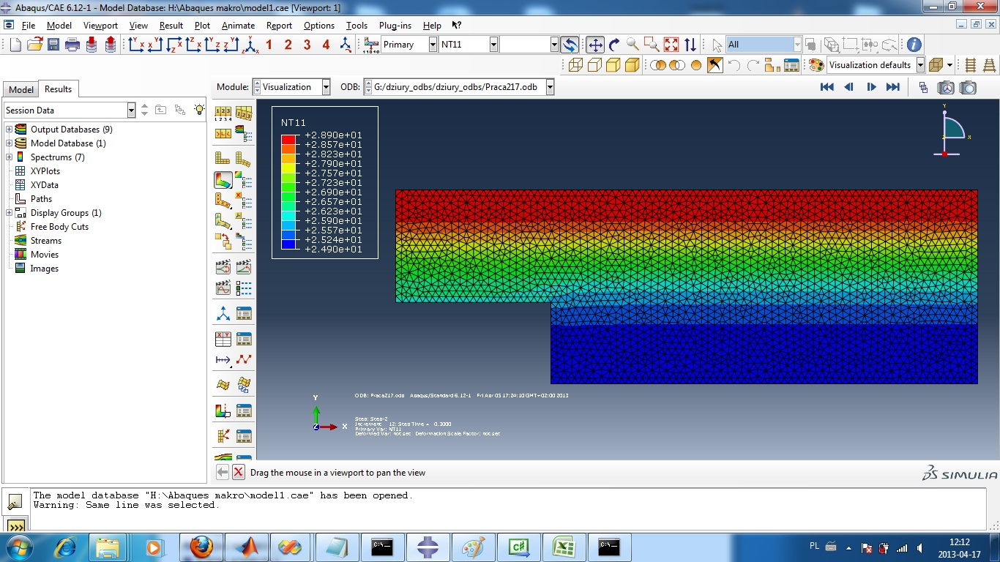 Abaqus/CAE 6.12-1 - Model Database: H:\Abaques makro\model1.cae [Viewport: 1]
File Model Viewport View Result Plot Animate Report Options Tools Plug-ins Help
1 2 3 4 Primary NT11 All
Visualization defaults
Model Results Module: Visualization ODB: G:/dziury_odbs/dziury_odbs/Praca217.odb
Session Data
Output Databases (9)
Model Database (1)
Spectrums (7)
XYPlots
XYData
Paths
Display Groups (1)
Free Body Cuts
Streams
Movies
Images
NT11
+2.890e+01
+2.857e+01
+2.823e+01
+2.790e+01
+2.757e+01
+2.723e+01
+2.690e+01
+2.657e+01
+2.623e+01
+2.590e+01
+2.557e+01
+2.524e+01
+2.490e+01
Y
X
Z
Y
X
Z
ODB: Praca217.odb Abaqus/Standard 6.12-1 Fri Apr 05 17:24:10 GMT+02:00 2013
Step: Step-2
Increment 12: Step Time = 0.3000
Primary Var: NT11
Deformed Var: not set Deformation Scale Factor: not set
Drag the mouse in a viewport to pan the view
SIMULIA
The model database "H:\Abaques makro\model1.cae" has been opened.
Warning: Same line was selected.
>>>
PL
12:12
2013-04-17